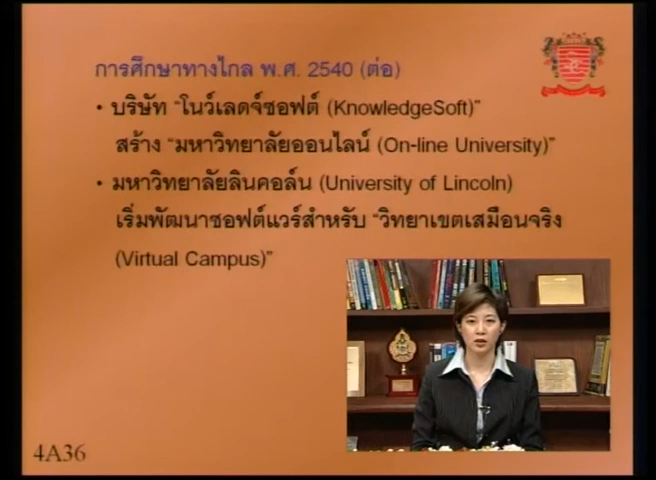 การศึกษาทางไกล พ.ศ. 2540 (ต่อ)
• บริษัท "โนว์เลดจ์ซอฟต์ (KnowledgeSoft)"
สร้าง "มหาวิทยาลัยออนไลน์ (On-line University)"
• มหาวิทยาลัยลินคอล์น (University of Lincoln)
เริ่มพัฒนาซอฟต์แวร์สำหรับ "วิทยาเขตเสมือนจริง
(Virtual Campus)"
4A36